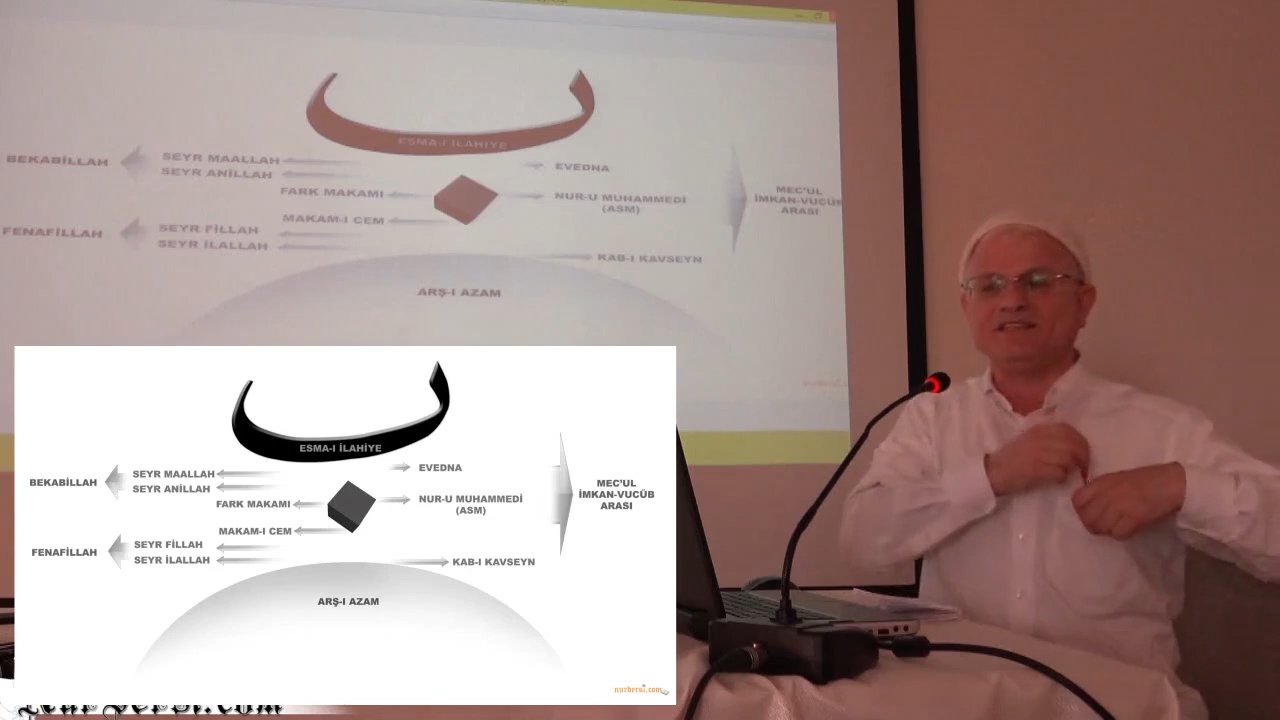 ESMA-I İLAHİYE
BEKABİLLAH
SEYR MAALLAH
SEYR ANİLLAH
EVEDNA
FARK MAKAMI
NUR-U MUHAMMEDİ
(ASM)
MEC'UL
İMKAN-VUCÜB
ARASI
MAKAM-I CEM
FENAFİLLAH
SEYR FİLLAH
SEYR İLALLAH
KAB-I KAVSEYN
ARŞ-I AZAM
ESMA-I İLAHİYE
BEKABİLLAH
SEYR MAALLAH
SEYR ANİLLAH
EVEDNA
FARK MAKAMI
NUR-U MUHAMMEDİ
(ASM)
MEC'UL
İMKAN-VUCÜB
ARASI
MAKAM-I CEM
FENAFİLLAH
SEYR FİLLAH
SEYR İLALLAH
KAB-I KAVSEYN
ARŞ-I AZAM
nurdersi.com